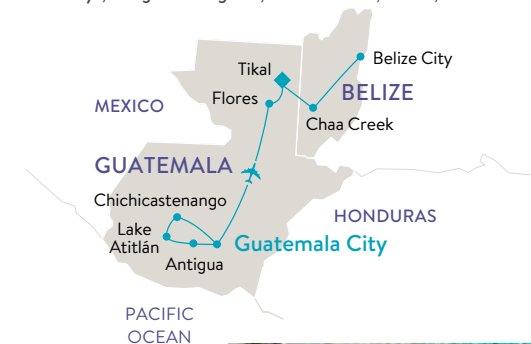 Belize City
Tikal
BELIZE
Flores
MEXICO
Chaa Creek
GUATEMALA
Chichicastenango
HONDURAS
Lake
Atitlán
Guatemala City
Antigua
PACIFIC
OCEAN